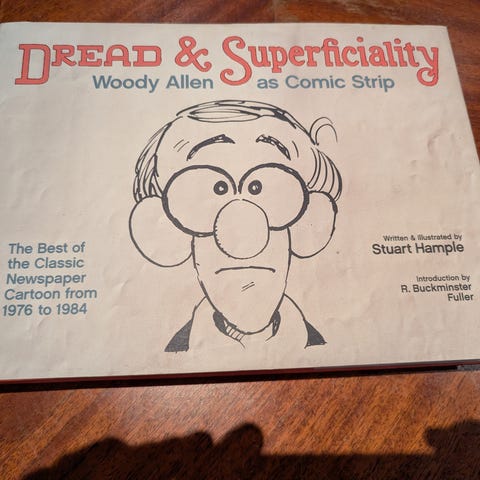 DREAD & Superficiality
Woody Allen as Comic Strip
The Best of
the Classic
Newspaper
Cartoon from
1976 to 1984
Written & illustrated by
Stuart Hample
Introduction by
R. Buckminster
Fuller